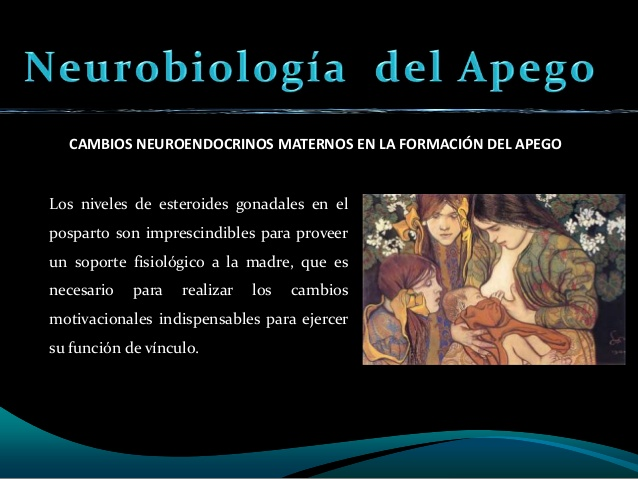 Neurobiología del Apego
CAMBIOS NEUROENDOCRINOS MATERNOS EN LA FORMACIÓN DEL APEGO
Los niveles de esteroides gonadales en el
posparto son imprescindibles para proveer
un soporte fisiológico a la madre, que es
necesario para realizar los cambios
motivacionales indispensables para ejercer
su función de vínculo.